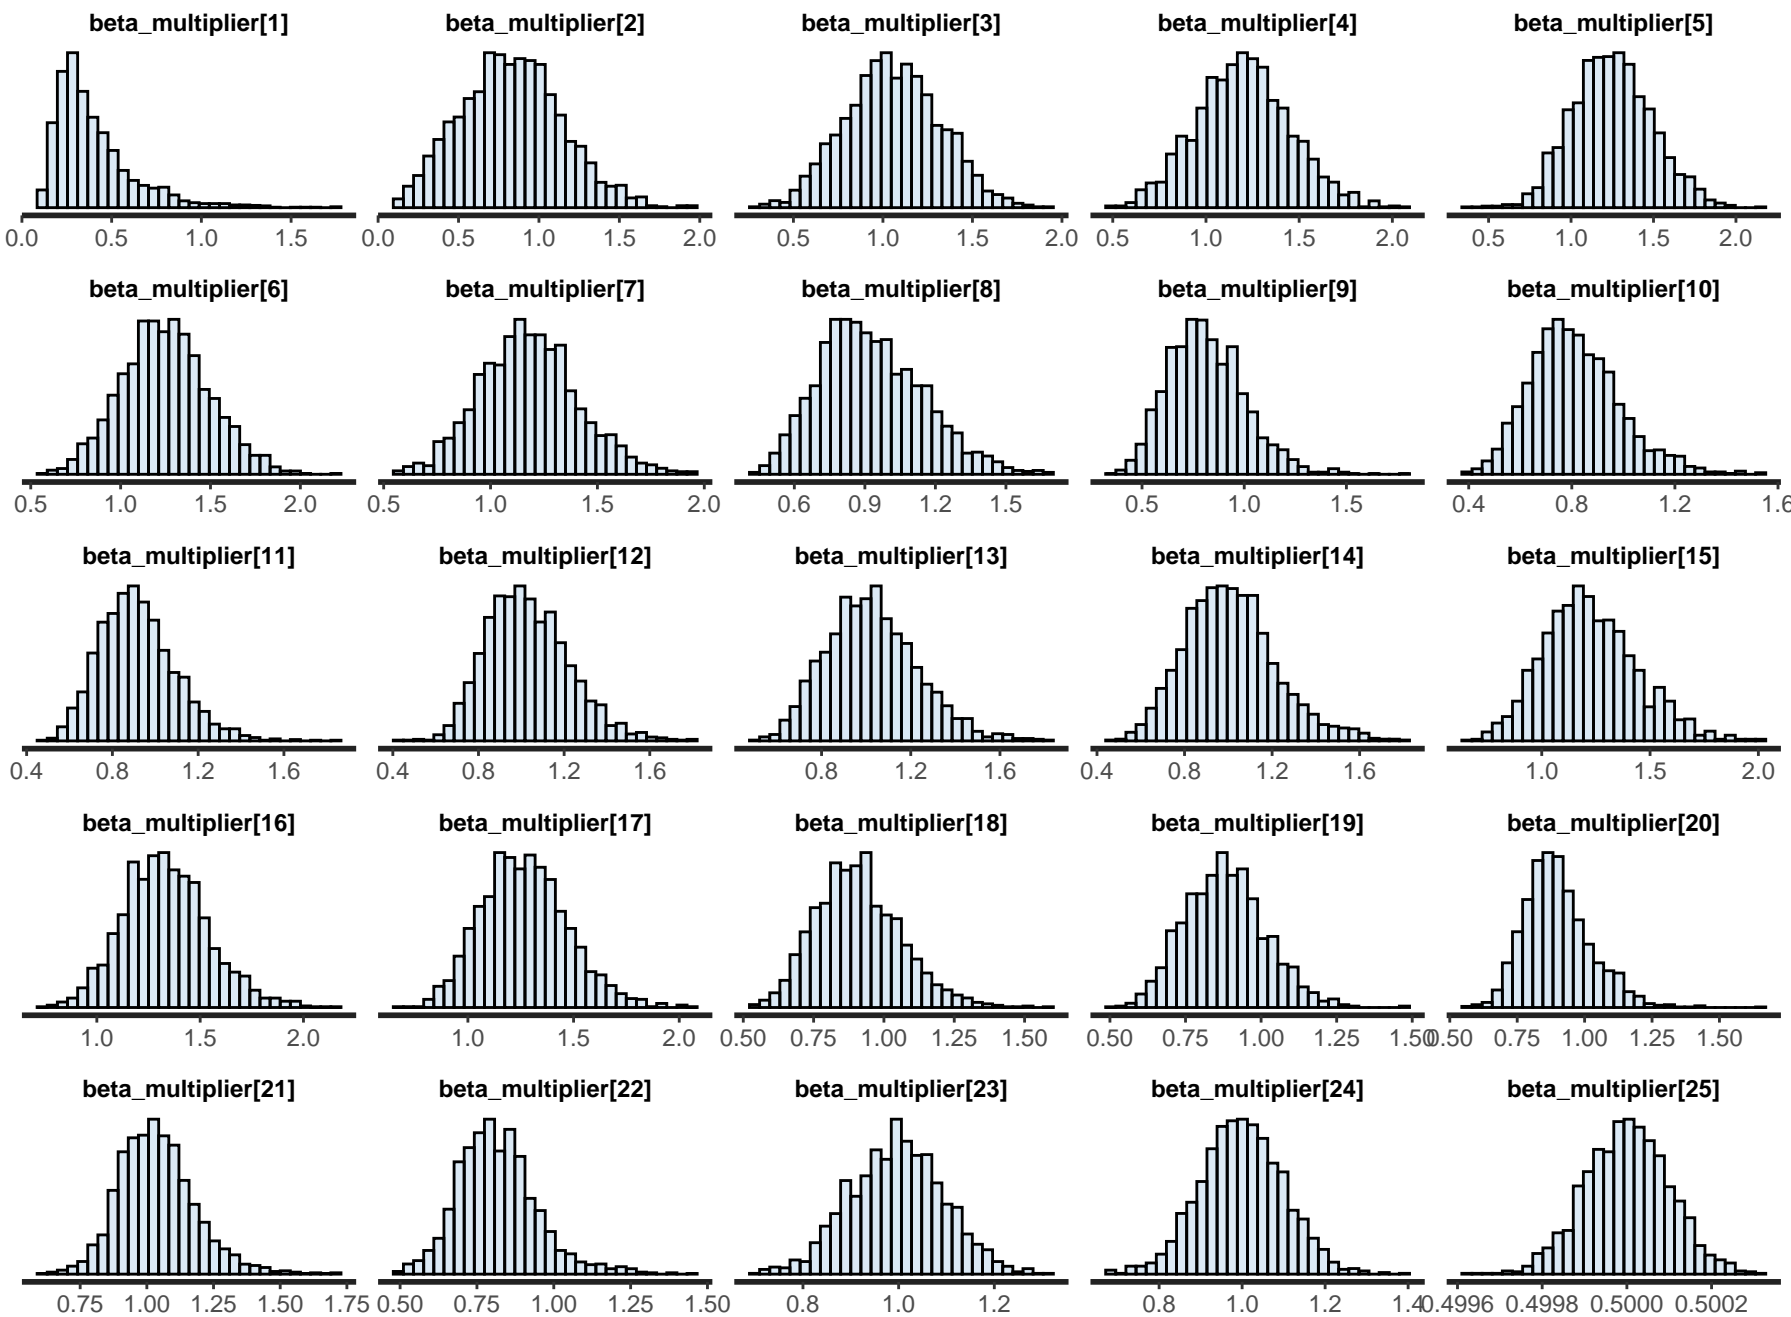 beta_multiplier[1] beta_multiplier[2] beta_multiplier[3] beta_multiplier[4] beta_multiplier[5]
0.0 0.5 1.0 1.5 0.0 0.5 1.0 1.5 2.0 0.5 1.0 1.5 2.0 0.5 1.0 1.5 2.0 0.5 1.0 1.5 2.0
beta_multiplier[6] beta_multiplier[7] beta_multiplier[8] beta_multiplier[9] beta_multiplier[10]
0.5 1.0 1.5 2.0 0.5 1.0 1.5 2.0 0.6 0.9 1.2 1.5 0.5 1.0 1.5 0.4 0.8 1.2 1.6
beta_multiplier[11] beta_multiplier[12] beta_multiplier[13] beta_multiplier[14] beta_multiplier[15]
0.4 0.8 1.2 1.6 0.4 0.8 1.2 1.6 0.8 1.2 1.6 0.4 0.8 1.2 1.6 1.0 1.5 2.0
beta_multiplier[16] beta_multiplier[17] beta_multiplier[18] beta_multiplier[19] beta_multiplier[20]
1.0 1.5 2.0 1.0 1.5 2.0 0.50 0.75 1.00 1.25 1.50 0.50 0.75 1.00 1.25 1.50 0.50 0.75 1.00 1.25 1.50
beta_multiplier[21] beta_multiplier[22] beta_multiplier[23] beta_multiplier[24] beta_multiplier[25]
0.75 1.00 1.25 1.75 0.50 0.75 1.00 1.25 1.50 0.8 1.0 1.2 0.8 1.0 1.2 1.4 0.4996 0.4998 0.5000 0.5002